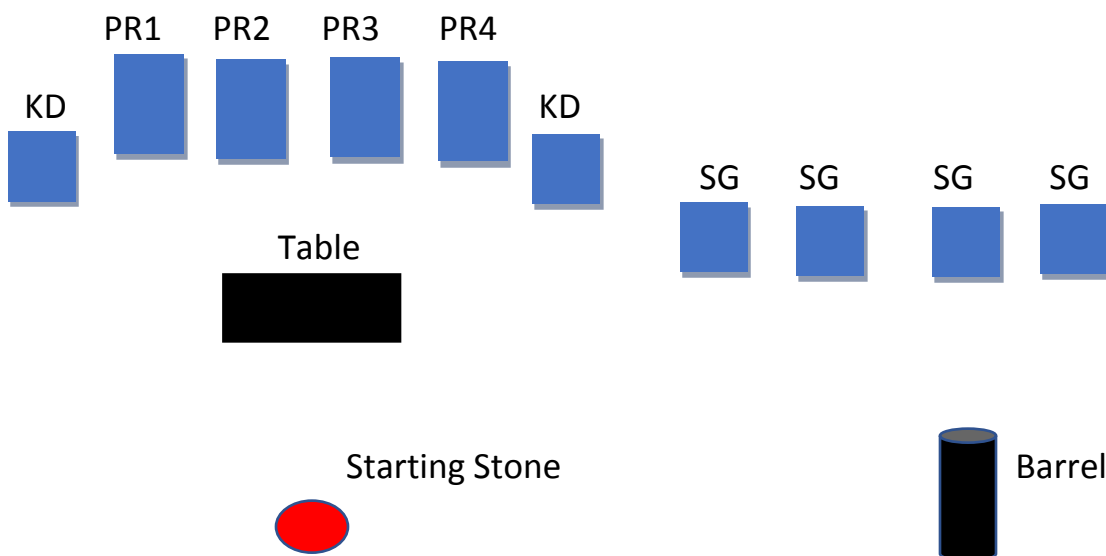 PR1 PR2 PR3 PR4
KD KD
SG SG SG SG
Table
Starting Stone Barrel